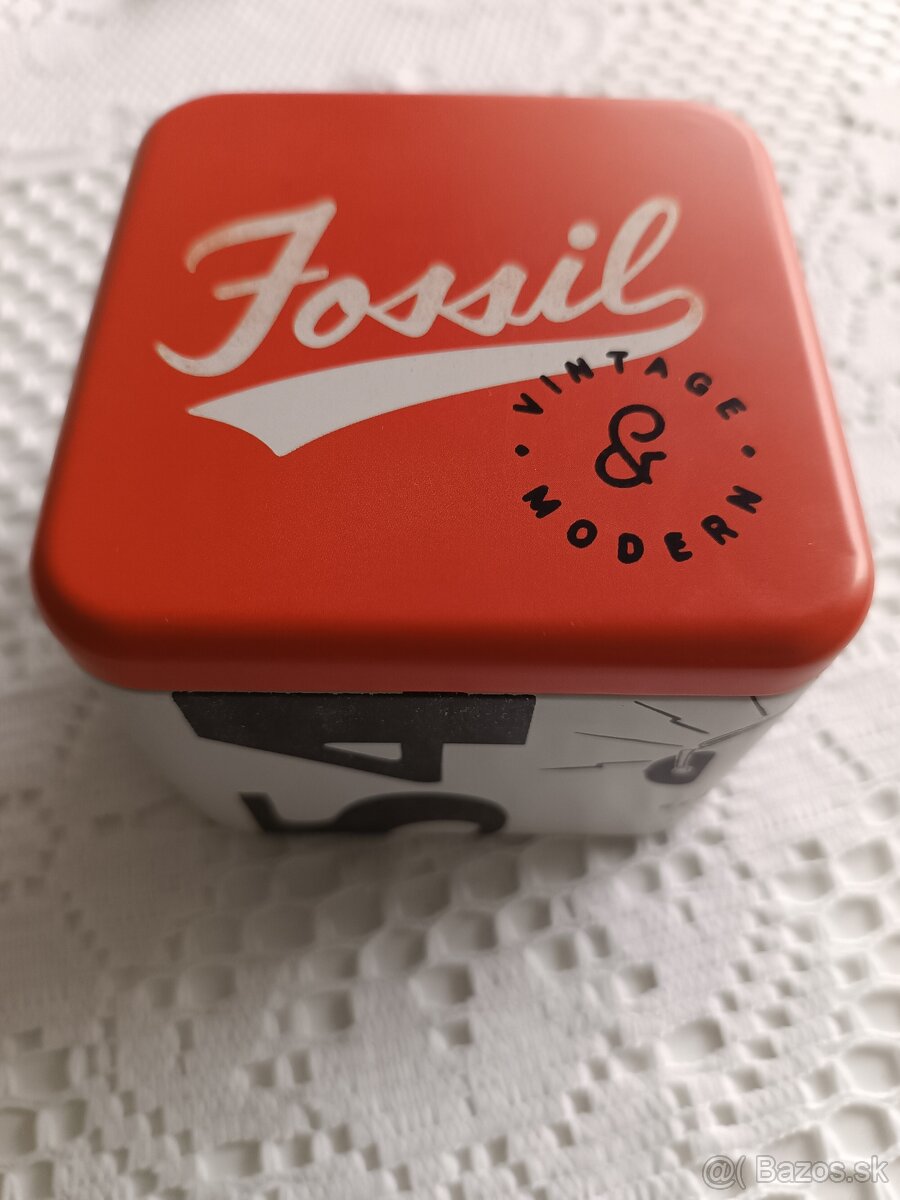 Fossil
VINTAGE
&
MODERN
54
@( Bazos.sk